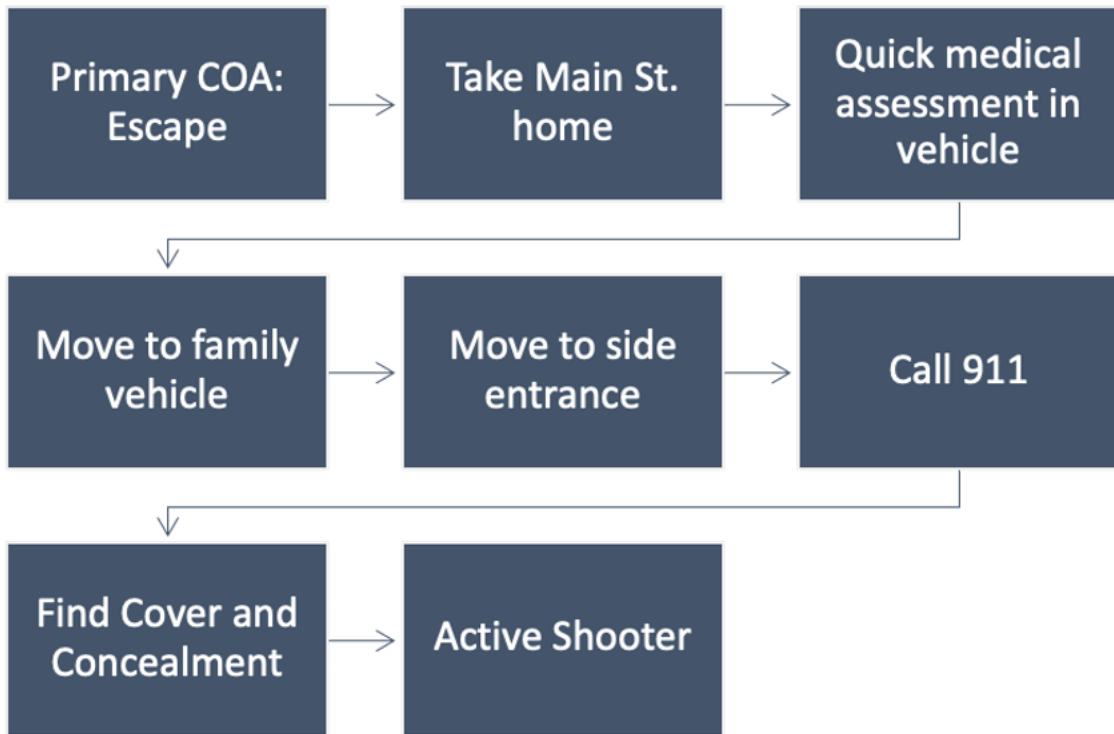 Primary COA:
Escape
Take Main St.
home
Quick medical
assessment in
vehicle
Move to family
vehicle
Move to side
entrance
Call 911
Find Cover and
Concealment
Active Shooter